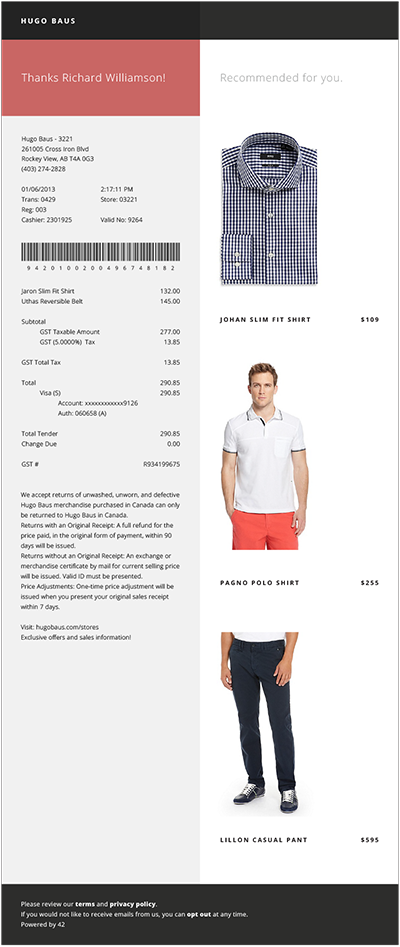 HUGO BAUS
Thanks Richard Williamson!
Hugo Baus - 3221
261005 Cross Iron Blvd
Rockey View, AB T4A 0G3
(403) 274-2828
01/06/2013 2:17:11 PM
Trans: 0429 Store: 03221
Reg: 003
Cashier: 2301925 Valid No: 9264
9 4 2 0 1 0 0 2 0 0 4 9 6 7 4 8 1 8 2
Jaron Slim Fit Shirt 132.00
Uthas Reversible Belt 145.00
Subtotal
GST Taxable Amount 277.00
GST (5.0000%) Tax 13.85
GST Total Tax 13.85
Total 290.85
Visa (S) 290.85
Account: xxxxxxxxxxxx9126
Auth: 060658 (A)
Total Tender 290.85
Change Due 0.00
GST # R934199675
We accept returns of unwashed, unworn, and defective
Hugo Baus merchandise purchased in Canada can only
be returned to Hugo Baus in Canada.
Returns with an Original Receipt: A full refund for the
price paid, in the original form of payment, within 90
days will be issued.
Returns without an Original Receipt: An exchange or
merchandise certificate by mail for current selling price
will be issued. Valid ID must be presented.
Price Adjustments: One-time price adjustment will be
issued when you present your original sales receipt
within 7 days.
Visit: hugobaus.com/stores
Exclusive offers and sales information!
Recommended for you.
JOHAN SLIM FIT SHIRT $109
PAGNO POLO SHIRT $255
LILLON CASUAL PANT $595
Please review our terms and privacy policy.
If you would not like to receive emails from us, you can opt out at any time.
Powered by 42